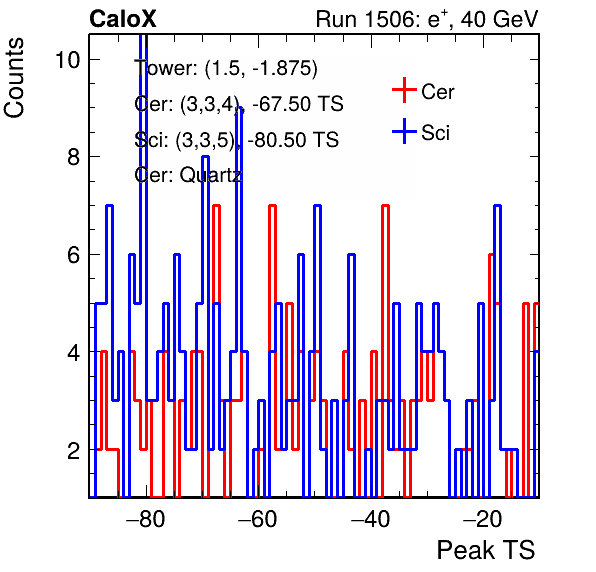 CaloX Run 1506: e+, 40 GeV
Counts
Tower: (1.5, -1.875)
Cer: (3,3,4), -67.50 TS
Sci: (3,3,5), -80.50 TS
Cer: Quartz
Cer
Sci
10
8
6
4
2
−80 −60 −40 −20
Peak TS